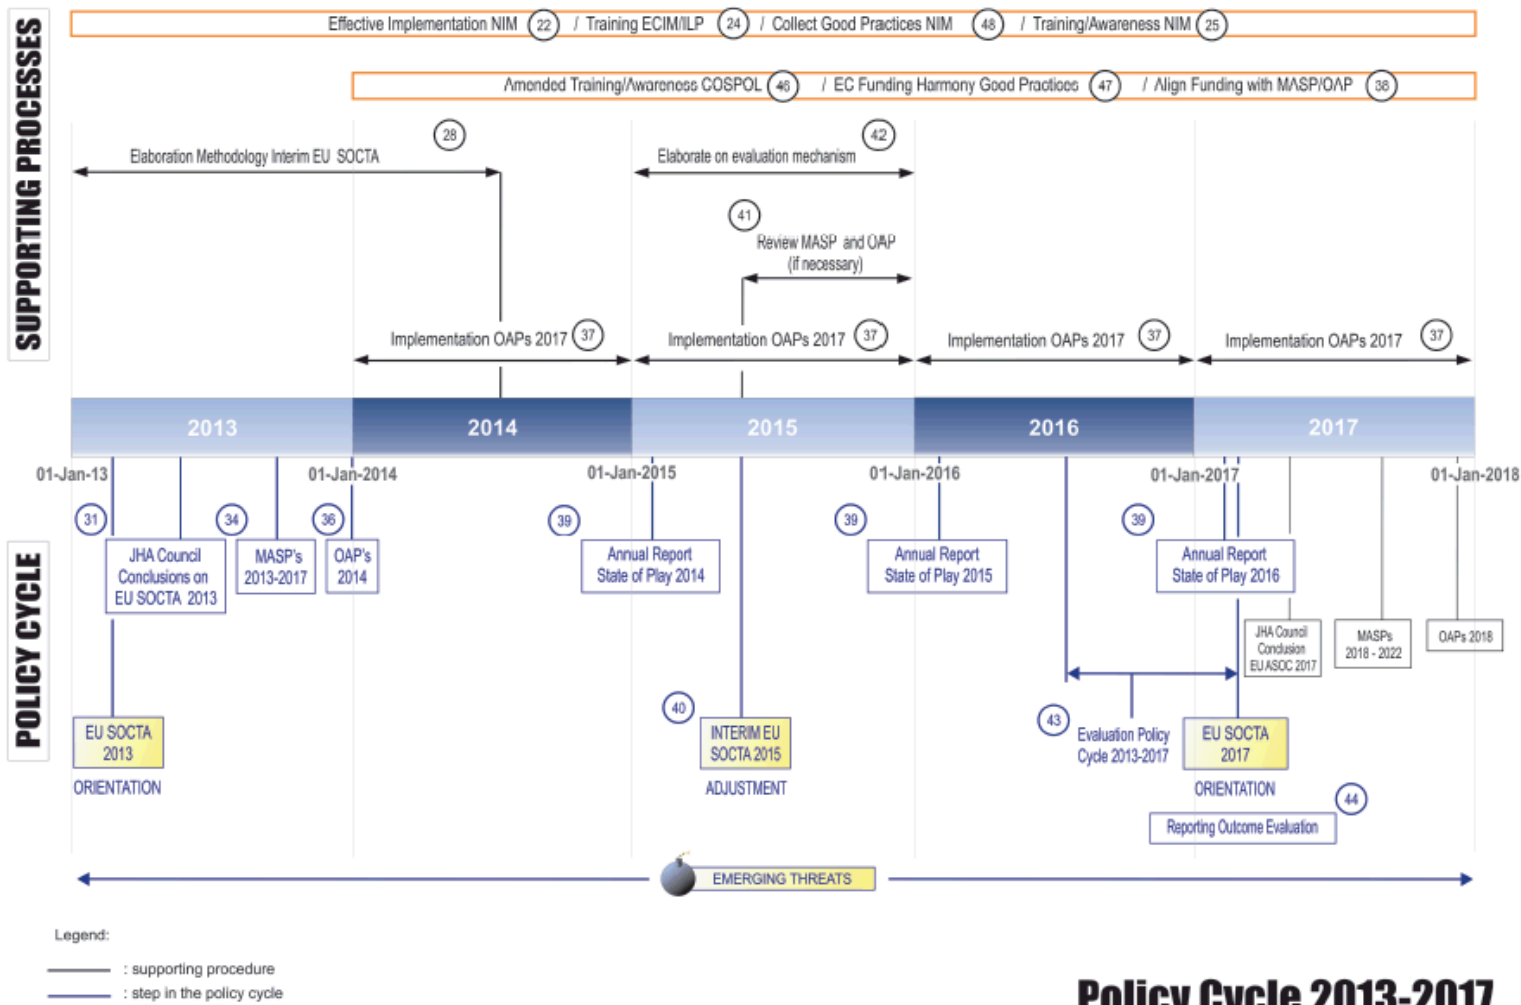 SUPPORTING PROCESSES
Effective Implementation NIM 22 / Training ECIM/ILP 24 / Collect Good Practices NIM 48 / Training/Awareness NIM 25
Amended Training/Awareness COSPOL 46 / EC Funding Harmony Good Practices 47 / Align Funding with MASP/OAP 38
28
42
Elaboration Methodology Interim EU SOCTA
Elaborate on evaluation mechanism
41
Review MASP and OAP
(if necessary)
Implementation OAPs 2017 37
Implementation OAPs 2017 37
Implementation OAPs 2017 37
Implementation OAPs 2017 37
2013
2014
2015
2016
2017
01-Jan-13
01-Jan-2014
01-Jan-2015
01-Jan-2016
01-Jan-2017
01-Jan-2018
POLICY CYCLE
31
34
36
39
39
39
JHA Council
Conclusions on
EU SOCTA 2013
MASP's
2013-2017
OAP's
2014
Annual Report
State of Play 2014
Annual Report
State of Play 2015
Annual Report
State of Play 2016
JHA Council
Conclusion
EU ASOC 2017
MASPs
2018 - 2022
OAPs 2018
EU SOCTA
2013
ORIENTATION
40
INTERIM EU
SOCTA 2015
ADJUSTMENT
43
Evaluation Policy
Cycle 2013-2017
EU SOCTA
2017
ORIENTATION
44
Reporting Outcome Evaluation
EMERGING THREATS
Legend:
: supporting procedure
: step in the policy cycle
Policy Cycle 2013-2017